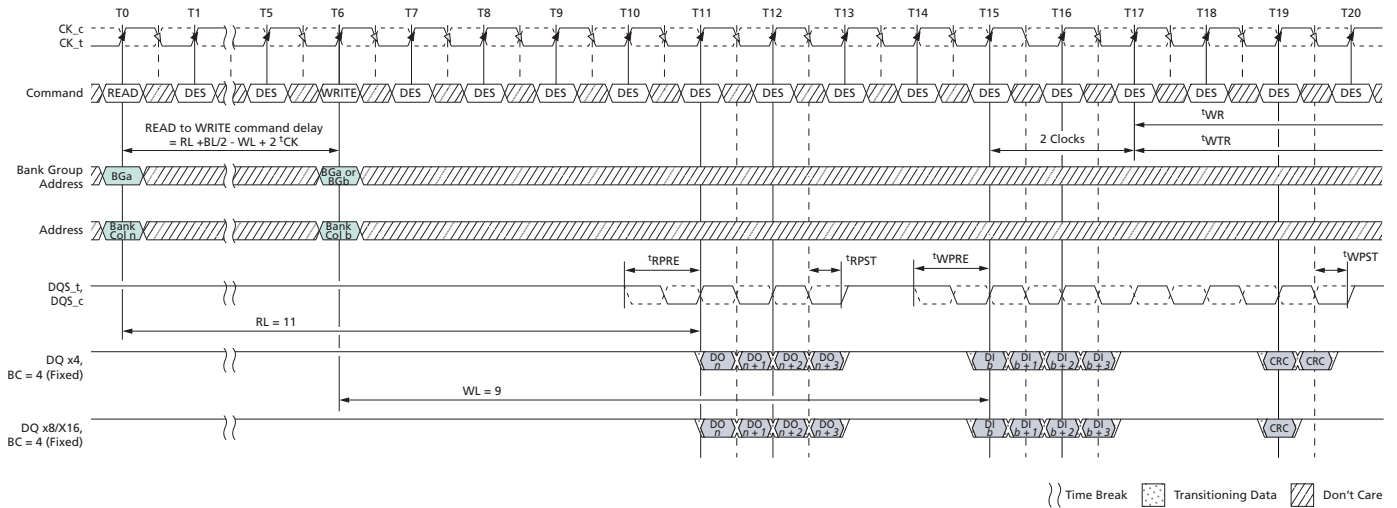 T0 T1 T5 T6 T7 T8 T9 T10 T11 T12 T13 T14 T15 T16 T17 T18 T19 T20
CK_c
CK_t
Command READ DES DES WRITE DES DES DES DES DES DES DES DES DES DES DES DES DES DES
tWR
READ to WRITE command delay
= RL +BL/2 - WL + 2 tCK
2 Clocks
tWTR
Bank Group
Address
BGa
BGa or
BGb
Address
Bank
Col n
Bank
Col b
tRPRE tRPST tWPRE tWPST
DQS_t,
DQS_c
RL = 11
DQ x4,
BC = 4 (Fixed)
DO n DO n + 1 DO n + 2 DO n + 3 DI b DI b + 1 DI b + 2 DI b + 3 CRC CRC
WL = 9
DQ x8/X16,
BC = 4 (Fixed)
DO n DO n + 1 DO n + 2 DO n + 3 DI b DI b + 1 DI b + 2 DI b + 3 CRC
Time Break Transitioning Data Don't Care